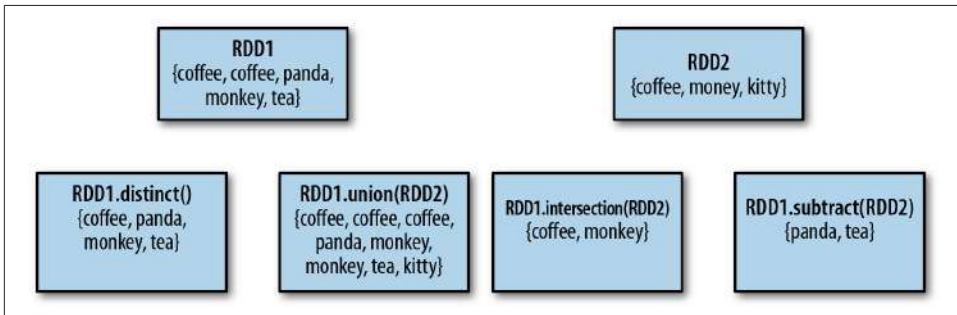 RDD1
{coffee, coffee, panda,
monkey, tea}
RDD2
{coffee, money, kitty}
RDD1.distinct()
{coffee, panda,
monkey, tea}
RDD1.union(RDD2)
{coffee, coffee, coffee,
panda, monkey,
monkey, tea, kitty}
RDD1.intersection(RDD2)
{coffee, monkey}
RDD1.subtract(RDD2)
{panda, tea}